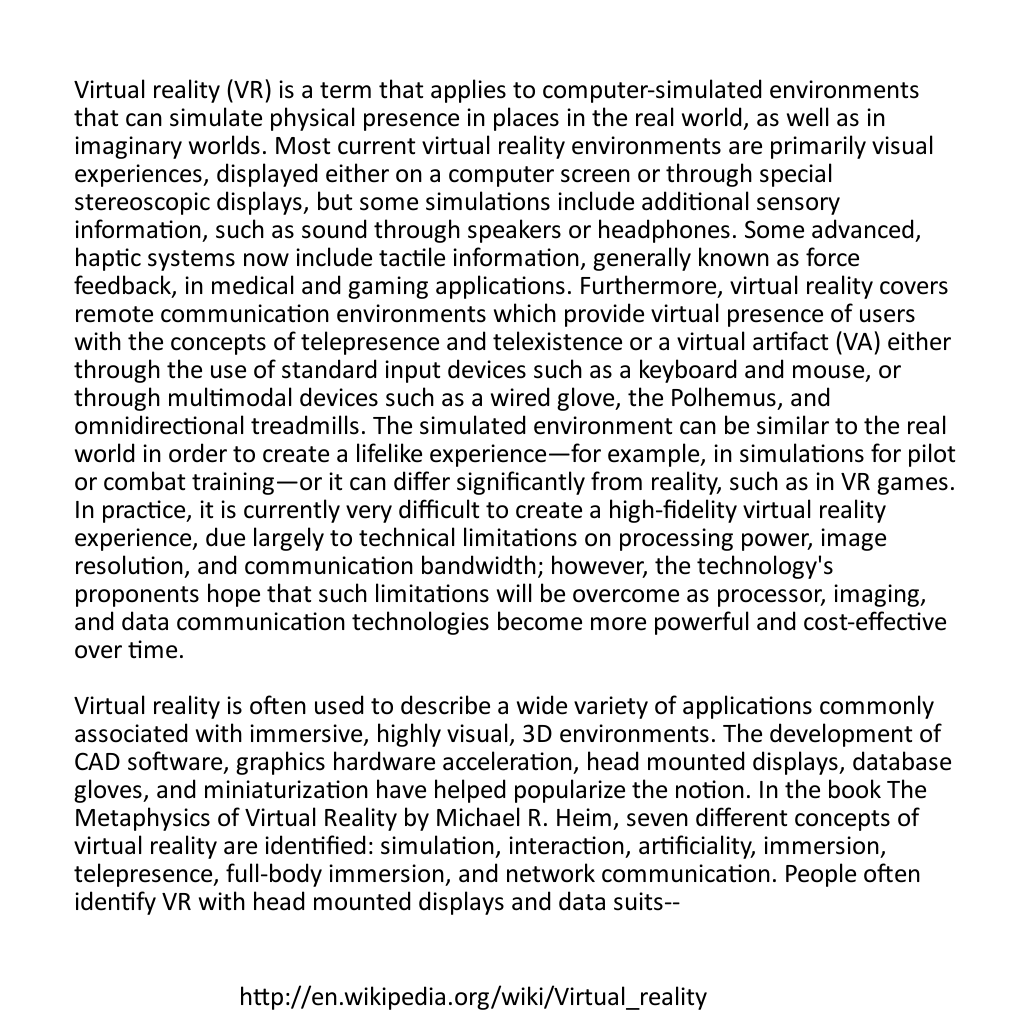 Virtual reality (VR) is a term that applies to computer-simulated environments
that can simulate physical presence in places in the real world, as well as in
imaginary worlds. Most current virtual reality environments are primarily visual
experiences, displayed either on a computer screen or through special
stereoscopic displays, but some simulations include additional sensory
information, such as sound through speakers or headphones. Some advanced,
haptic systems now include tactile information, generally known as force
feedback, in medical and gaming applications. Furthermore, virtual reality covers
remote communication environments which provide virtual presence of users
with the concepts of telepresence and telexistence or a virtual artifact (VA) either
through the use of standard input devices such as a keyboard and mouse, or
through multimodal devices such as a wired glove, the Polhemus, and
omnidirectional treadmills. The simulated environment can be similar to the real
world in order to create a lifelike experience—for example, in simulations for pilot
or combat training—or it can differ significantly from reality, such as in VR games.
In practice, it is currently very difficult to create a high-fidelity virtual reality
experience, due largely to technical limitations on processing power, image
resolution, and communication bandwidth; however, the technology's
proponents hope that such limitations will be overcome as processor, imaging,
and data communication technologies become more powerful and cost-effective
over time.

Virtual reality is often used to describe a wide variety of applications commonly
associated with immersive, highly visual, 3D environments. The development of
CAD software, graphics hardware acceleration, head mounted displays, database
gloves, and miniaturization have helped popularize the notion. In the book The
Metaphysics of Virtual Reality by Michael R. Heim, seven different concepts of
virtual reality are identified: simulation, interaction, artificiality, immersion,
telepresence, full-body immersion, and network communication. People often
identify VR with head mounted displays and data suits--

http://en.wikipedia.org/wiki/Virtual_reality